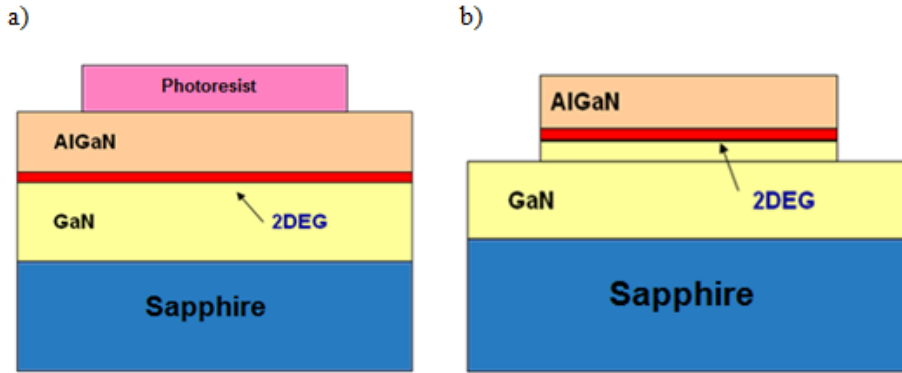 a)
Photoresist
AlGaN
GaN
2DEG
Sapphire
b)
AlGaN
GaN
2DEG
Sapphire